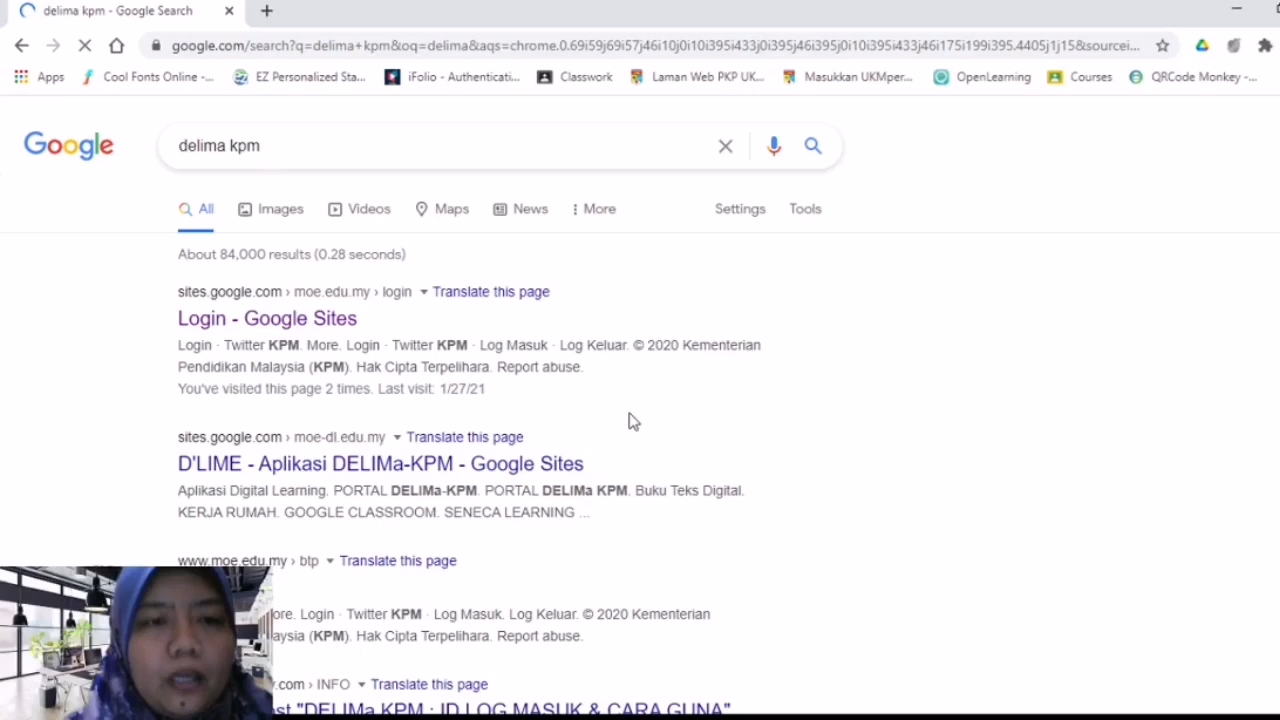 delima kpm - Google Search
google.com/search?q=delima+kpm&oq=delima&aqs=chrome.0.69i59j69i57j46i10j0i10i395i433j0i395j46i395j0i10i395i433j46i175i199i395.4405j1j15&sourcei...
Apps Cool Fonts Online -... EZ Personalized Sta... iFolio - Authenticati... Classwork Laman Web PKP UK... Masukkan UKMper... OpenLearning Courses QRCode Monkey -...
Google delima kpm
All Images Videos Maps News More Settings Tools
About 84,000 results (0.28 seconds)
sites.google.com › moe.edu.my › login Translate this page
Login - Google Sites
Login · Twitter KPM. More. Login · Twitter KPM · Log Masuk · Log Keluar. © 2020 Kementerian
Pendidikan Malaysia (KPM). Hak Cipta Terpelihara. Report abuse.
You've visited this page 2 times. Last visit: 1/27/21
sites.google.com › moe-dl.edu.my Translate this page
D'LIME - Aplikasi DELIMa-KPM - Google Sites
Aplikasi Digital Learning. PORTAL DELIMa-KPM. PORTAL DELIMa KPM. Buku Teks Digital.
KERJA RUMAH. GOOGLE CLASSROOM. SENECA LEARNING ...
www.moe.edu.my › btp Translate this page
ore. Login · Twitter KPM · Log Masuk. Log Keluar. © 2020 Kementerian
aysia (KPM). Hak Cipta Terpelihara. Report abuse.
.com › INFO Translate this page
"DELIMa KPM : ID LOG MASUK & CARA GUNA"